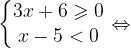 { 3x + 6 ⩾ 0
x − 5 < 0 ⇔